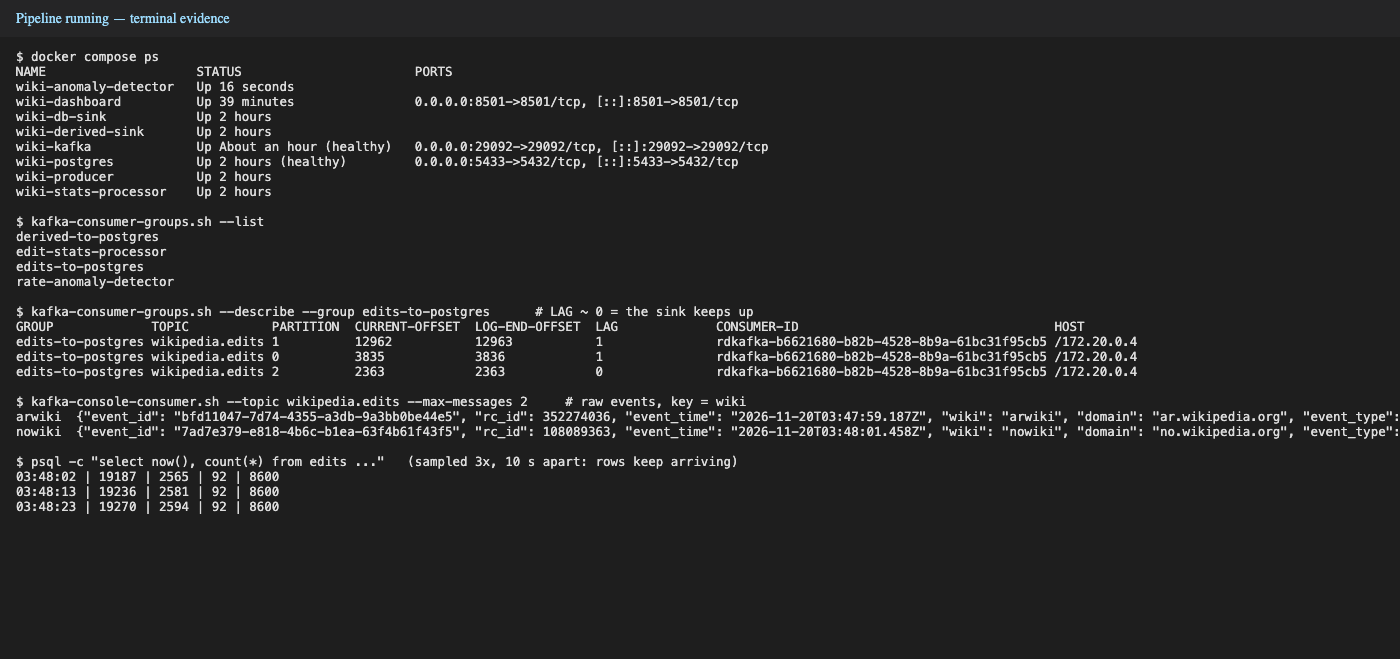 Pipeline running — terminal evidence
$ docker compose ps
NAME STATUS PORTS
wiki-anomaly-detector Up 16 seconds
wiki-dashboard Up 39 minutes 0.0.0.0:8501->8501/tcp, [::]:8501->8501/tcp
wiki-db-sink Up 2 hours
wiki-derived-sink Up 2 hours
wiki-kafka Up About an hour (healthy) 0.0.0.0:29092->29092/tcp, [::]:29092->29092/tcp
wiki-postgres Up 2 hours (healthy) 0.0.0.0:5433->5432/tcp, [::]:5433->5432/tcp
wiki-producer Up 2 hours
wiki-stats-processor Up 2 hours
$ kafka-consumer-groups.sh --list
derived-to-postgres
edit-stats-processor
edits-to-postgres
rate-anomaly-detector
$ kafka-consumer-groups.sh --describe --group edits-to-postgres # LAG ~ 0 = the sink keeps up
GROUP TOPIC PARTITION CURRENT-OFFSET LOG-END-OFFSET LAG CONSUMER-ID HOST
edits-to-postgres wikipedia.edits 1 12962 12963 1 rdkafka-b6621680-b82b-4528-8b9a-61bc31f95cb5 /172.20.0.4
edits-to-postgres wikipedia.edits 0 3835 3836 1 rdkafka-b6621680-b82b-4528-8b9a-61bc31f95cb5 /172.20.0.4
edits-to-postgres wikipedia.edits 2 2363 2363 0 rdkafka-b6621680-b82b-4528-8b9a-61bc31f95cb5 /172.20.0.4
$ kafka-console-consumer.sh --topic wikipedia.edits --max-messages 2 # raw events, key = wiki
arwiki {"event_id": "bfd11047-7d74-4355-a3db-9a3bb0be44e5", "rc_id": 352274036, "event_time": "2026-11-20T03:47:59.187Z", "wiki": "arwiki", "domain": "ar.wikipedia.org", "event_type":
nowiki {"event_id": "7ad7e379-e818-4b6c-b1ea-63f4b61f43f5", "rc_id": 108089363, "event_time": "2026-11-20T03:48:01.458Z", "wiki": "nowiki", "domain": "no.wikipedia.org", "event_type":
$ psql -c "select now(), count(*) from edits ..." (sampled 3x, 10 s apart: rows keep arriving)
03:48:02 | 19187 | 2565 | 92 | 8600
03:48:13 | 19236 | 2581 | 92 | 8600
03:48:23 | 19270 | 2594 | 92 | 8600